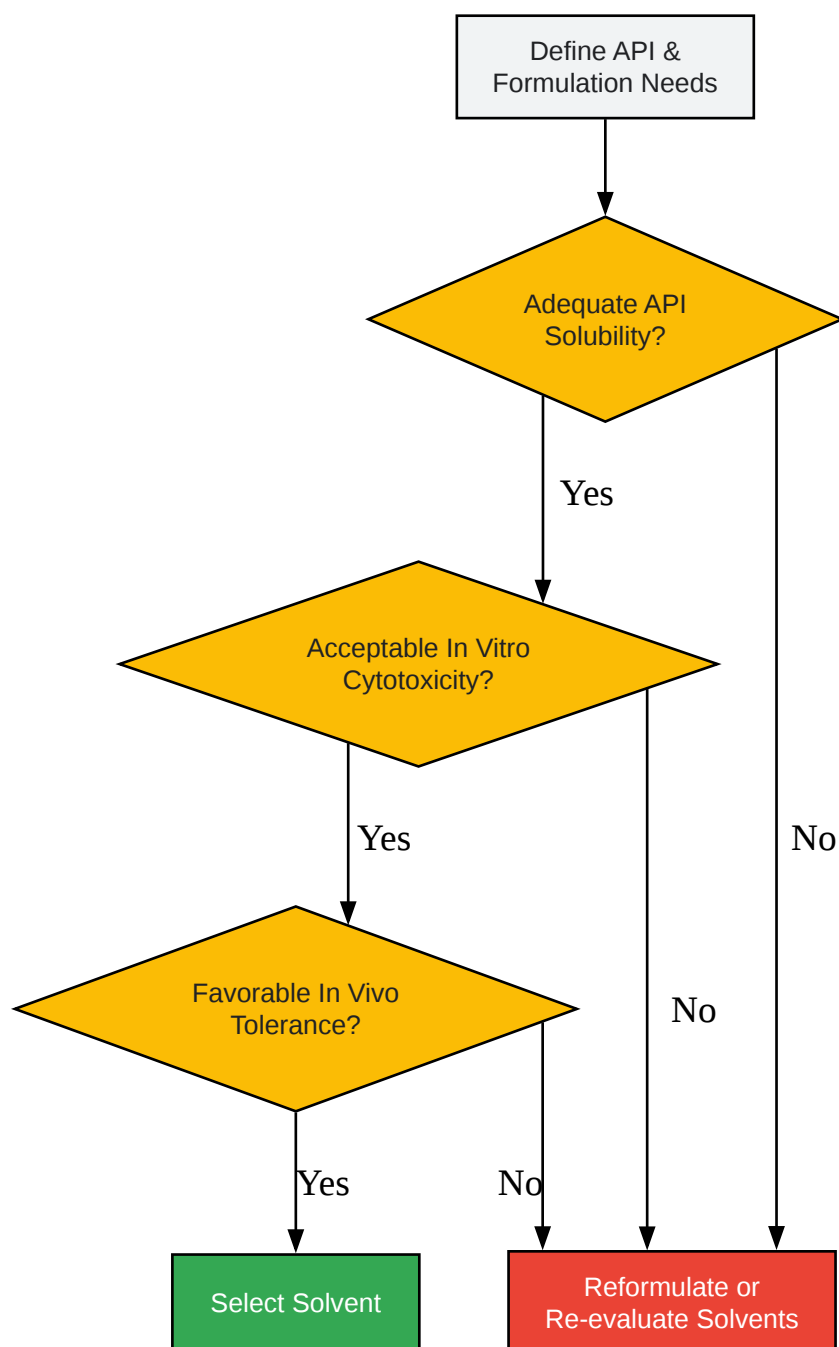 Define API &
Formulation Needs
Adequate API
Solubility?
Yes
Acceptable In Vitro
Cytotoxicity?
Yes
No
Favorable In Vivo
Tolerance?
No
Yes
No
Select Solvent
Reformulate or
Re-evaluate Solvents